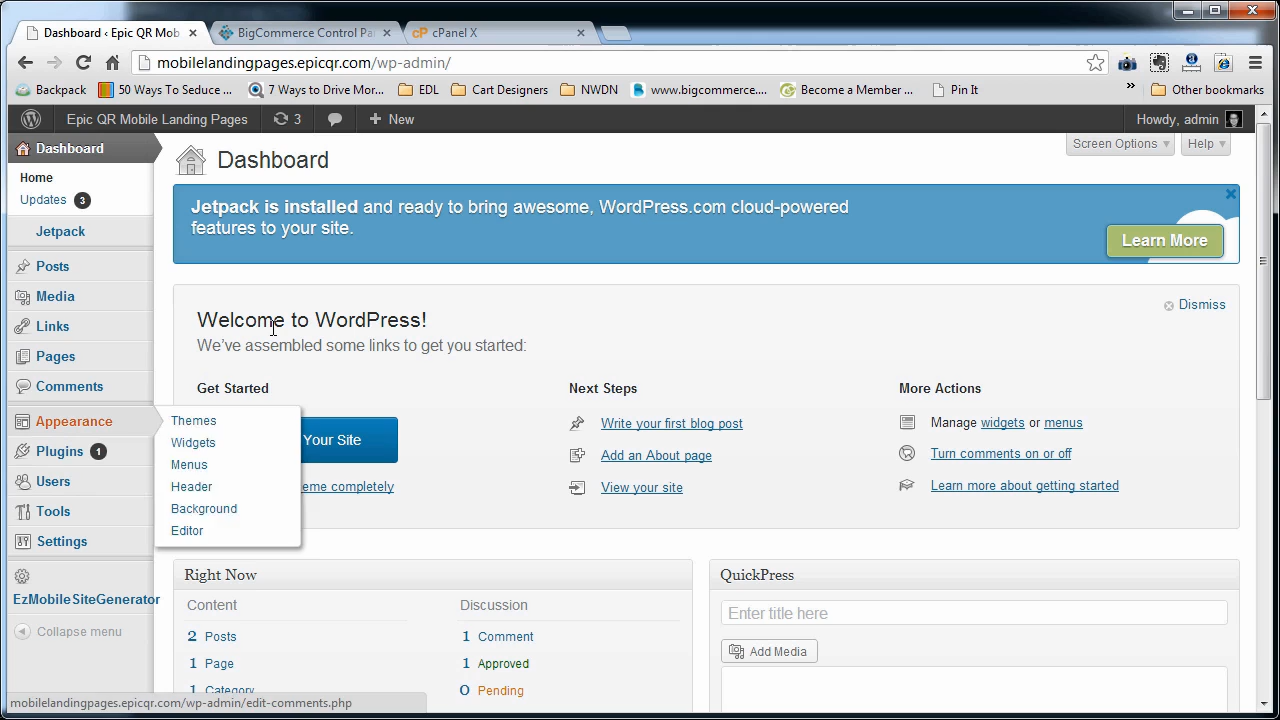 Dashboard ‹ Epic QR Mob
BigCommerce Control Pa
cPanel X
mobilelandingpages.epicqr.com/wp-admin/
Backpack
50 Ways To Seduce ...
7 Ways to Drive Mor...
EDL
Cart Designers
NWDN
www.bigcommerce....
Become a Member ...
Pin It
»
Other bookmarks
Epic QR Mobile Landing Pages
3
New
Howdy, admin
Dashboard
Home
Updates 3
Jetpack
Posts
Media
Links
Pages
Comments
Appearance
Plugins 1
Users
Tools
Settings
EzMobileSiteGenerator
Collapse menu
Themes
Widgets
Menus
Header
Background
Editor
Dashboard
Screen Options
Help
Jetpack is installed and ready to bring awesome, WordPress.com cloud-powered
features to your site.
Learn More
Welcome to WordPress!
Dismiss
We've assembled some links to get you started:
Get Started
Your Site
eme completely
Next Steps
Write your first blog post
Add an About page
View your site
More Actions
Manage widgets or menus
Turn comments on or off
Learn more about getting started
Right Now
Content
2 Posts
1 Page
1 Category
Discussion
1 Comment
1 Approved
0 Pending
QuickPress
Enter title here
Add Media
mobilelandingpages.epicqr.com/wp-admin/edit-comments.php